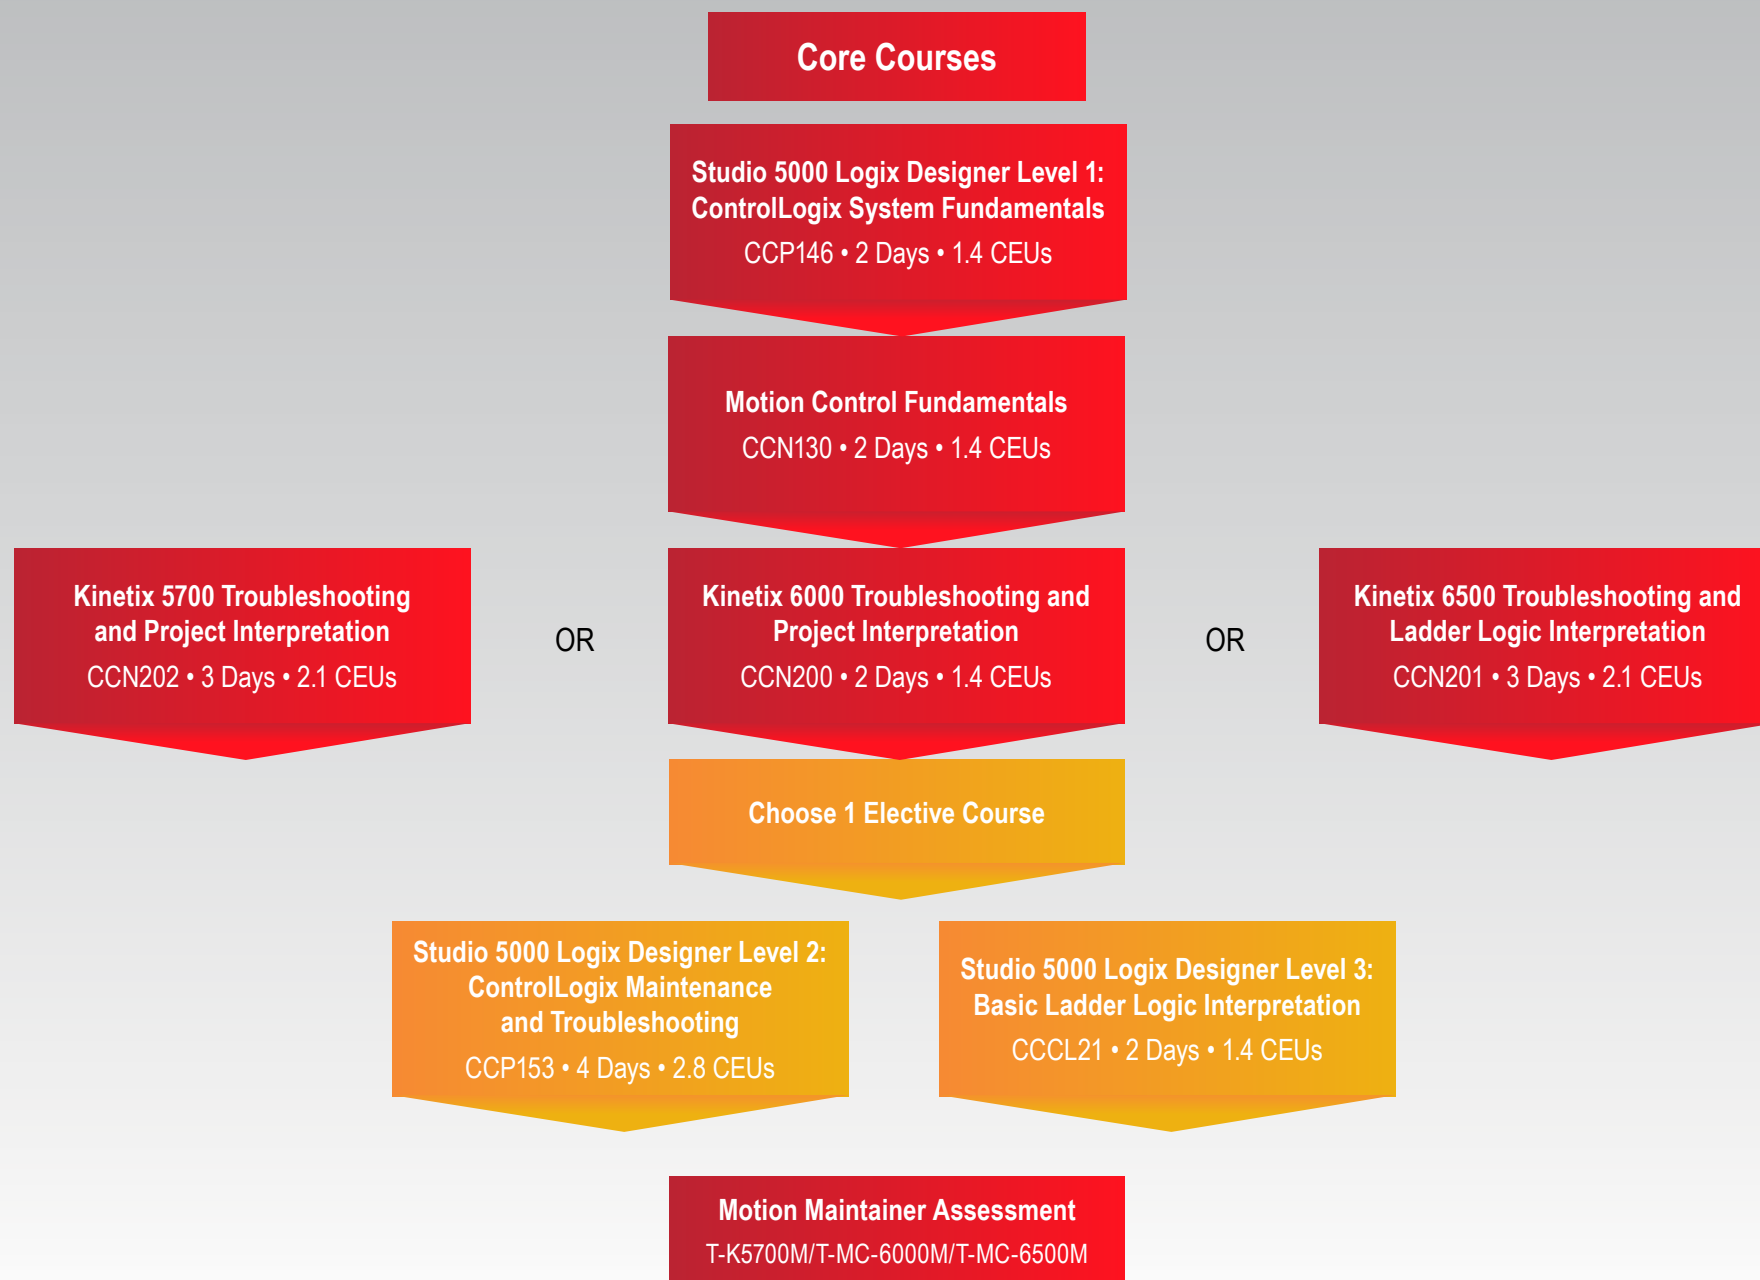 Core Courses
Studio 5000 Logix Designer Level 1:
ControlLogix System Fundamentals
CCP146 • 2 Days • 1.4 CEUs
Motion Control Fundamentals
CCN130 • 2 Days • 1.4 CEUs
Kinetix 5700 Troubleshooting
and Project Interpretation
CCN202 • 3 Days • 2.1 CEUs
OR
Kinetix 6000 Troubleshooting and
Project Interpretation
CCN200 • 2 Days • 1.4 CEUs
OR
Kinetix 6500 Troubleshooting and
Ladder Logic Interpretation
CCN201 • 3 Days • 2.1 CEUs
Choose 1 Elective Course
Studio 5000 Logix Designer Level 2:
ControlLogix Maintenance
and Troubleshooting
CCP153 • 4 Days • 2.8 CEUs
Studio 5000 Logix Designer Level 3:
Basic Ladder Logic Interpretation
CCCL21 • 2 Days • 1.4 CEUs
Motion Maintainer Assessment
T-K5700M/T-MC-6000M/T-MC-6500M